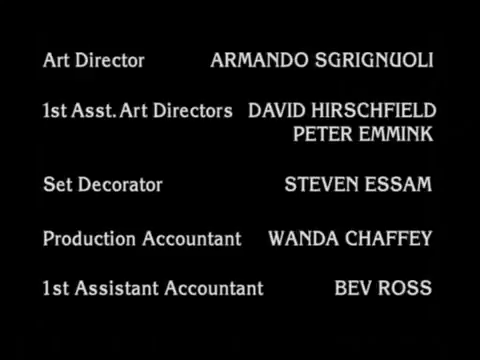 Art Director ARMANDO SGRIGNUOLI
1st Asst. Art Directors DAVID HIRSCHFIELD
PETER EMMINK
Set Decorator STEVEN ESSAM
Production Accountant WANDA CHAFFEY
1st Assistant Accountant BEV ROSS